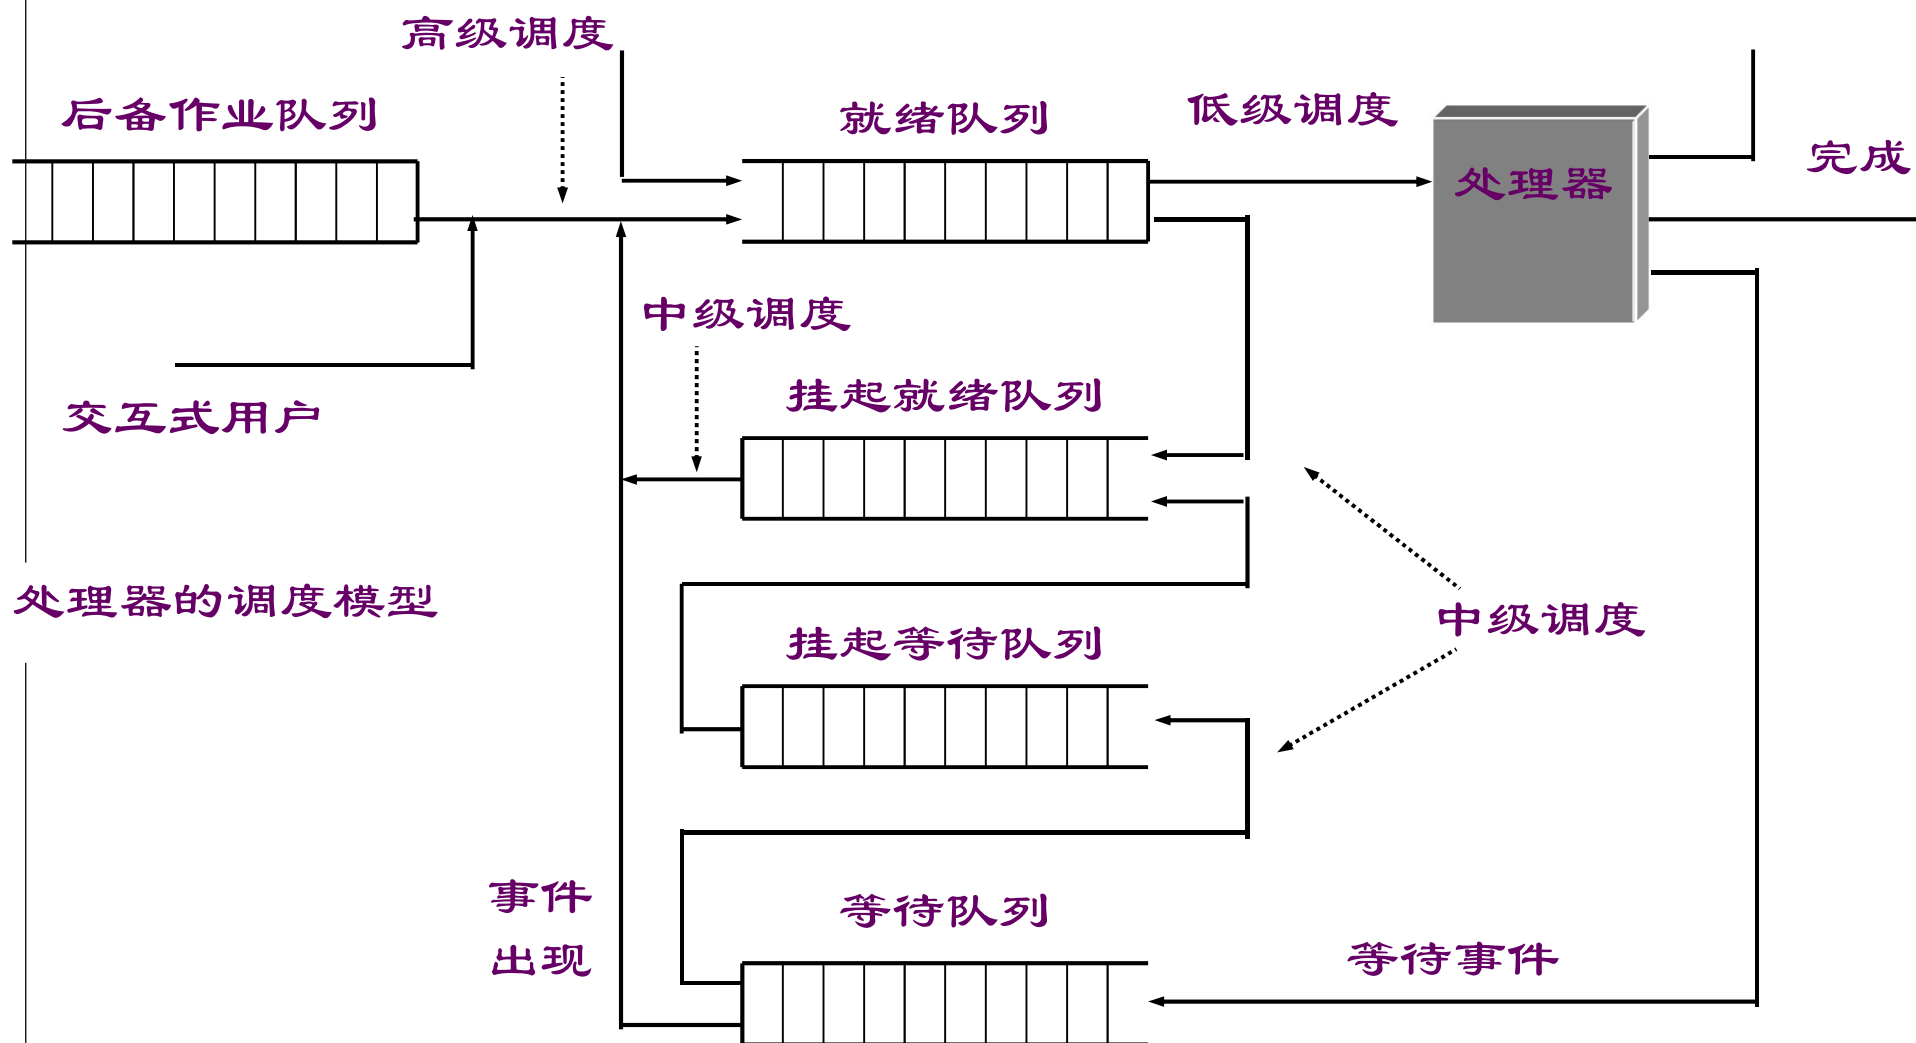 高级调度
后备作业队列
就绪队列
低级调度
处理器
完成
中级调度
挂起就绪队列
交互式用户
处理器的调度模型
挂起等待队列
中级调度
事件
出现
等待队列
等待事件